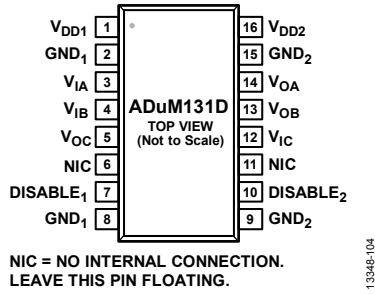 VDD1 1 16 VDD2
GND1 2 15 GND2
VIA 3 14 VOA
VIB 4 ADuM131D 13 VOB
TOP VIEW
(Not to Scale)
VOC 5 12 VIC
NIC 6 11 NIC
DISABLE1 7 10 DISABLE2
GND1 8 9 GND2
NIC = NO INTERNAL CONNECTION.
LEAVE THIS PIN FLOATING.
13348-104